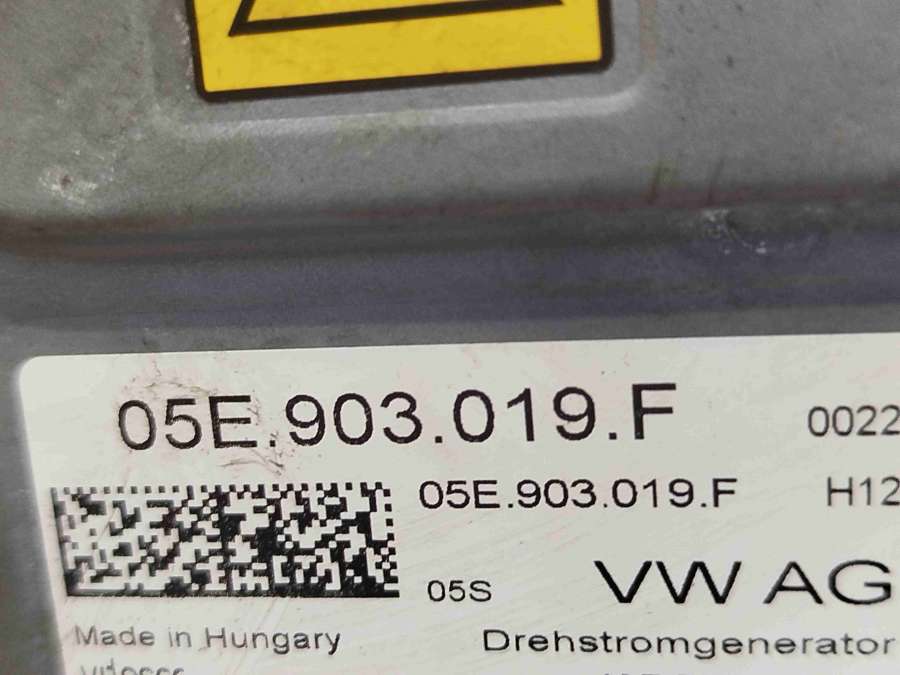 05E.903.019.F 0022
05E.903.019.F H12
05S VW AG
Made in Hungary Drehstromgenerator